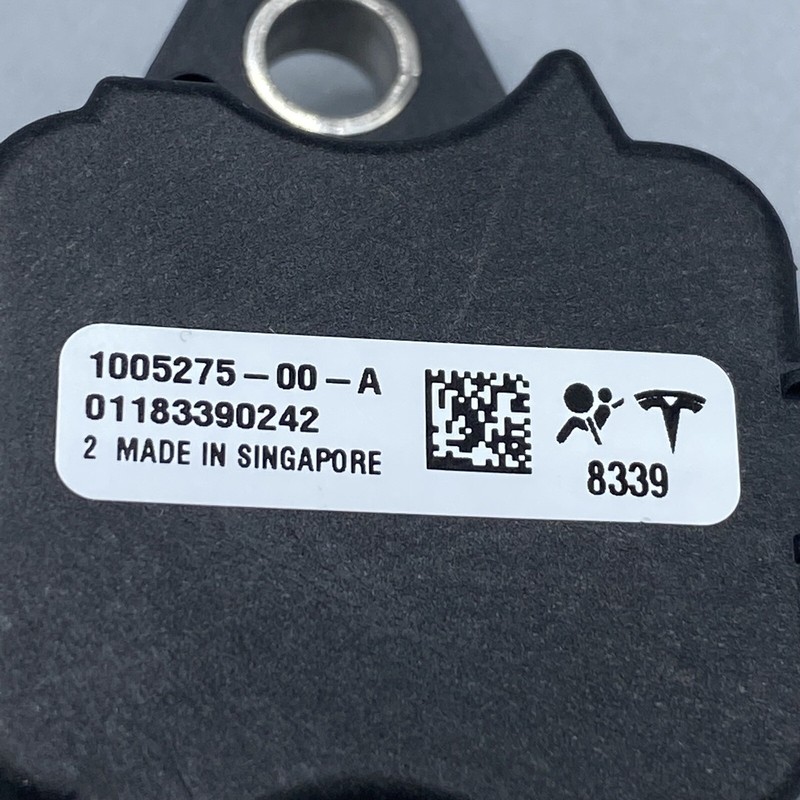 1005275-00-A
01183390242
2 MADE IN SINGAPORE
8339